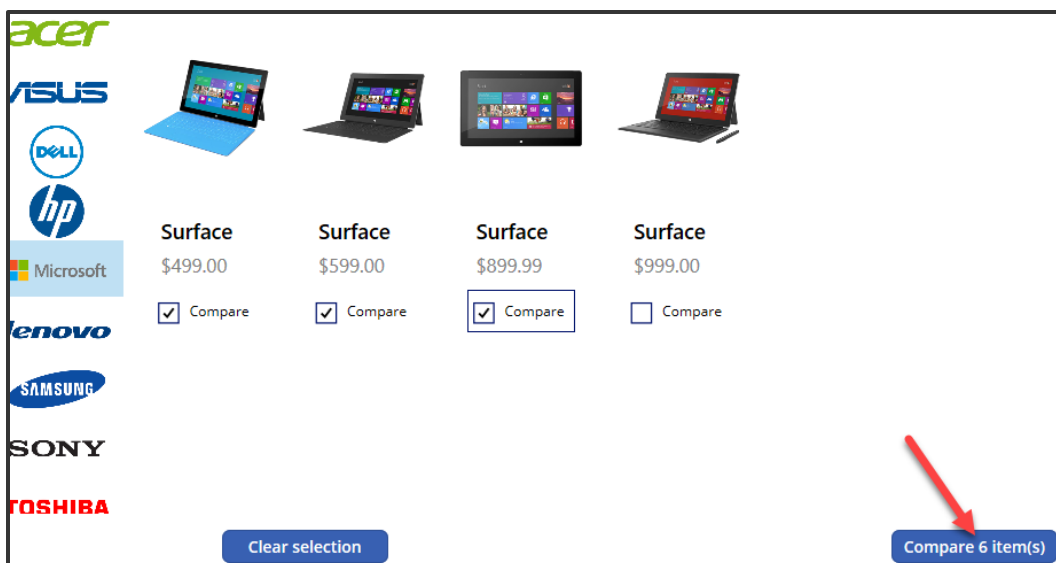 acer
ASUS
DELL
hp
Microsoft
lenovo
SAMSUNG
SONY
TOSHIBA
Surface Surface Surface Surface
$499.00 $599.00 $899.99 $999.00
Compare Compare Compare Compare
Clear selection Compare 6 item(s)